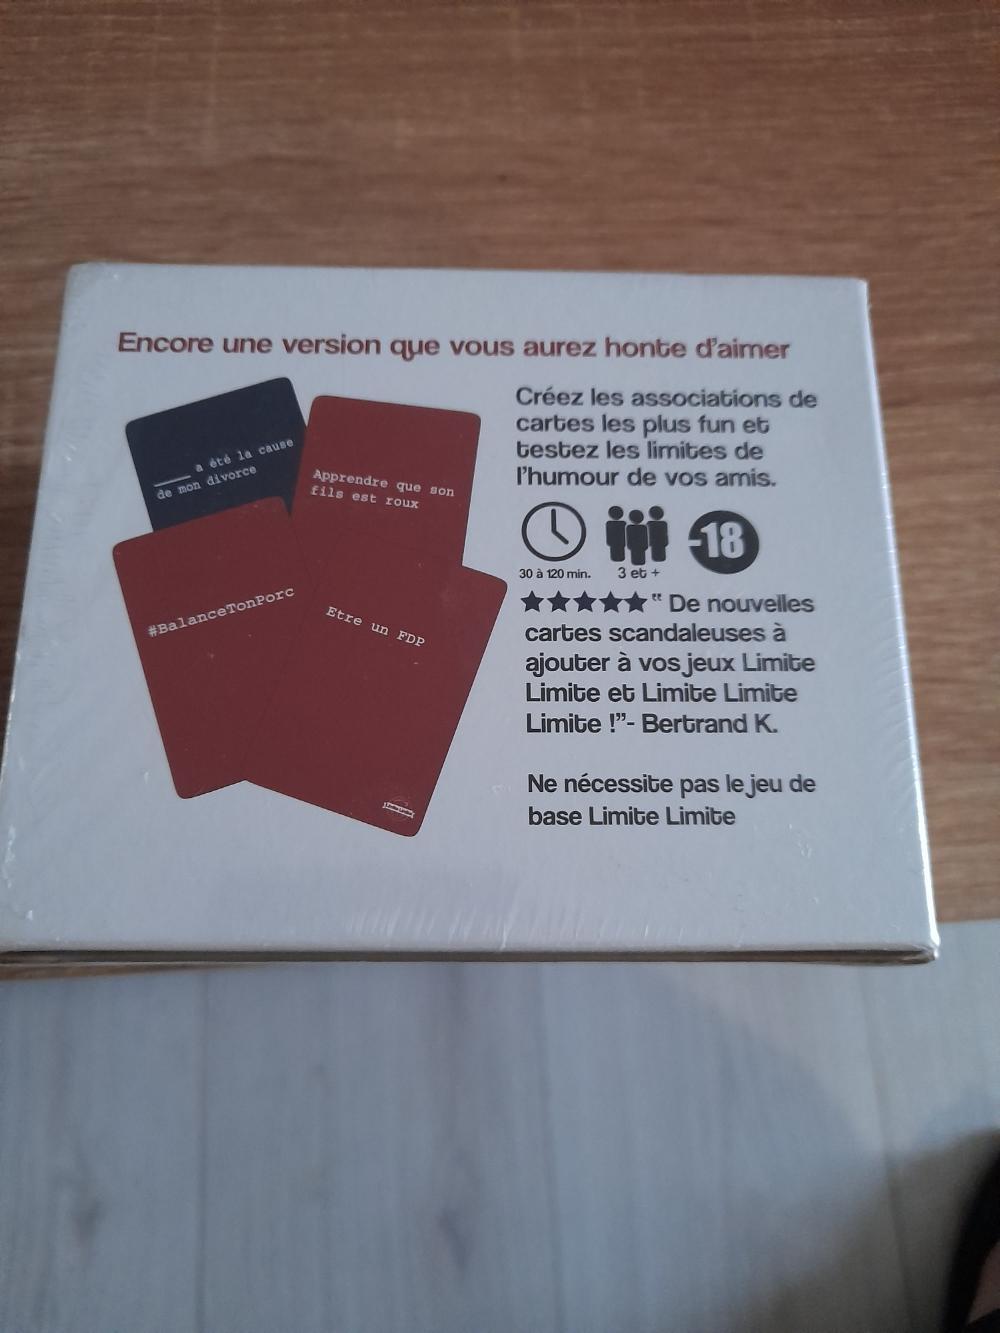 Encore une version que vous aurez honte d'aimer
_____ a été la cause
de mon divorce
Apprendre que son
fils est roux
#BalanceTonPorc
Etre un FDP
Créez les associations de
cartes les plus fun et
testez les limites de
l'humour de vos amis.
30 à 120 min.
3 et +
-18
★★★★★“ De nouvelles
cartes scandaleuses à
ajouter à vos jeux Limite
Limite et Limite Limite
Limite !”- Bertrand K.
Ne nécessite pas le jeu de
base Limite Limite